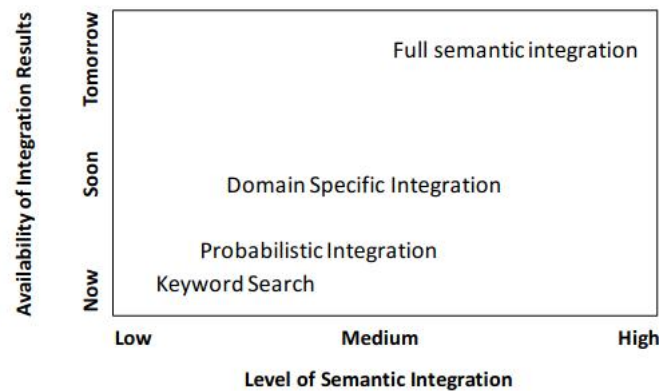 Availability of Integration Results
Tomorrow
Soon
Now
Full semantic integration
Domain Specific Integration
Probabilistic Integration
Keyword Search
Low Medium High
Level of Semantic Integration